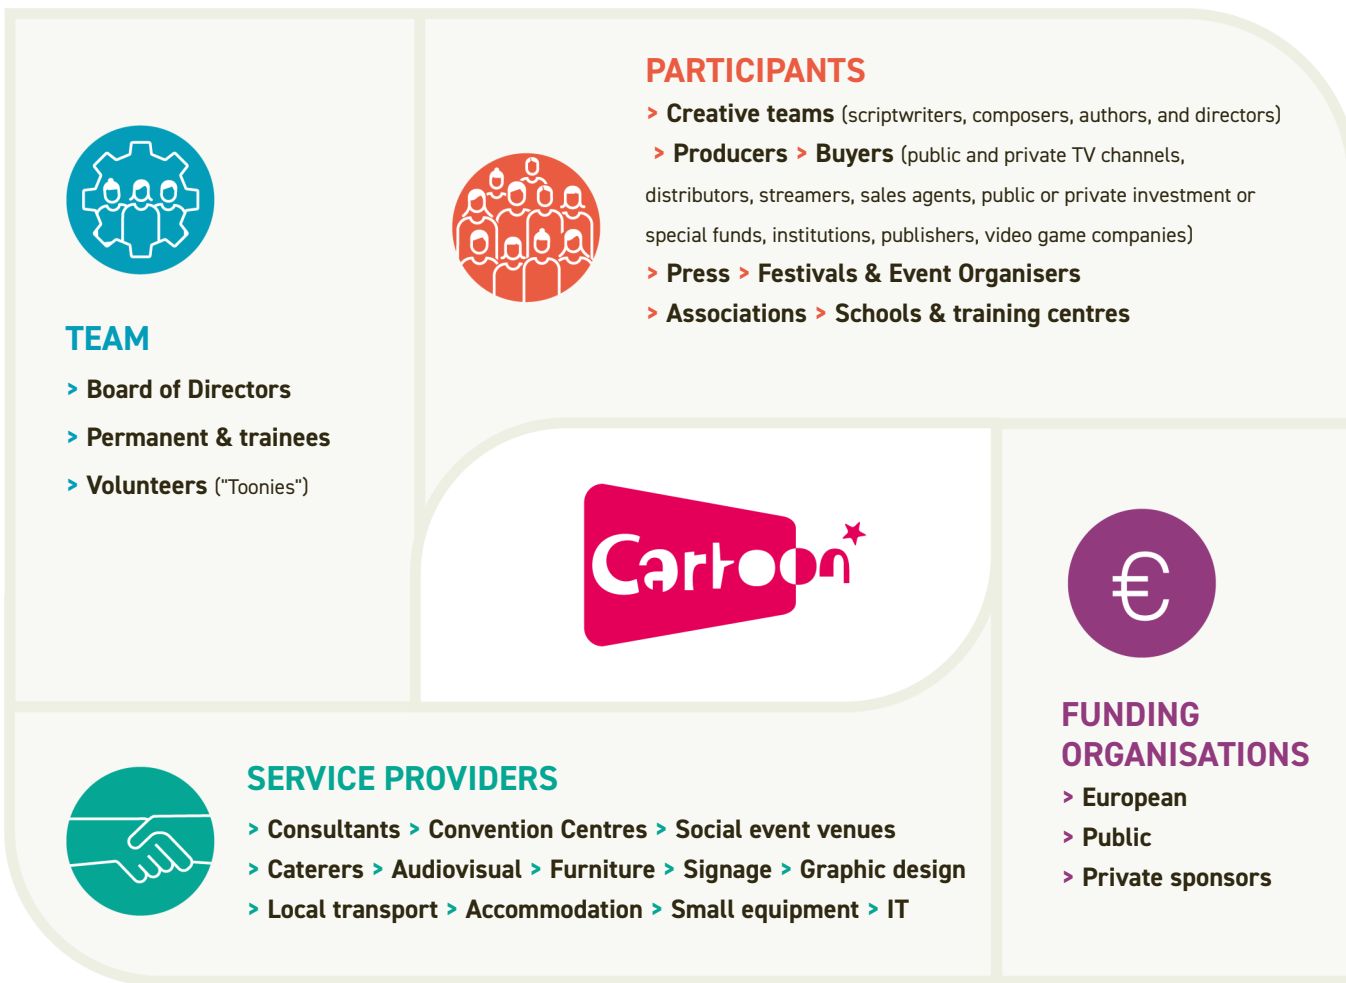 PARTICIPANTS
> Creative teams (scriptwriters, composers, authors, and directors)
> Producers > Buyers (public and private TV channels,
distributors, streamers, sales agents, public or private investment or
special funds, institutions, publishers, video game companies)
> Press > Festivals & Event Organisers
> Associations > Schools & training centres
TEAM
> Board of Directors
> Permanent & trainees
> Volunteers ("Toonies")
Cartoon
€
FUNDING
ORGANISATIONS
> European
> Public
> Private sponsors
SERVICE PROVIDERS
> Consultants > Convention Centres > Social event venues
> Caterers > Audiovisual > Furniture > Signage > Graphic design
> Local transport > Accommodation > Small equipment > IT